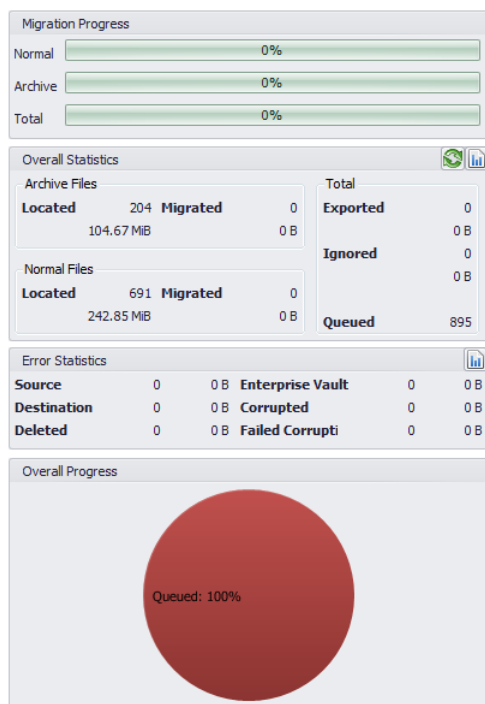 Migration Progress
Normal 0%
Archive 0%
Total 0%
Overall Statistics
Archive Files
Located 204 Migrated 0
104.67 MiB 0 B
Normal Files
Located 691 Migrated 0
242.85 MiB 0 B
Total
Exported 0
0 B
Ignored 0
0 B
Queued 895
Error Statistics
Source 0 0 B Enterprise Vault 0 0 B
Destination 0 0 B Corrupted 0 0 B
Deleted 0 0 B Failed Corrupti 0 0 B
Overall Progress
Queued: 100%